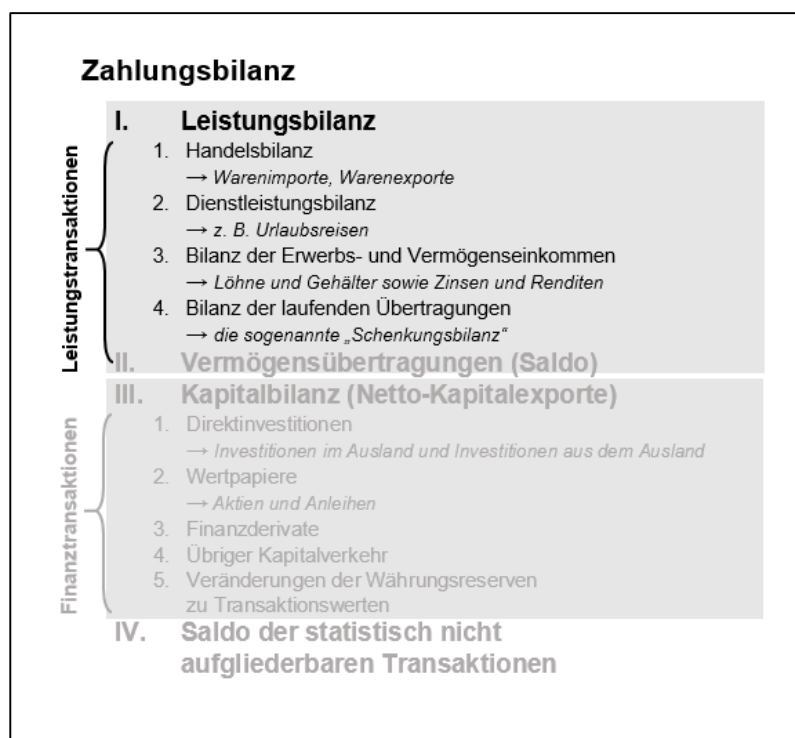 Zahlungsbilanz
I. Leistungsbilanz
Leistungstransaktionen
1. Handelsbilanz
→ Warenimporte, Warenexporte
2. Dienstleistungsbilanz
→ z. B. Urlaubsreisen
3. Bilanz der Erwerbs- und Vermögenseinkommen
→ Löhne und Gehälter sowie Zinsen und Renditen
4. Bilanz der laufenden Übertragungen
→ die sogenannte „Schenkungsbilanz“
II. Vermögensübertragungen (Saldo)
III. Kapitalbilanz (Netto-Kapitalexporte)
Finanztransaktionen
1. Direktinvestitionen
→ Investitionen im Ausland und Investitionen aus dem Ausland
2. Wertpapiere
→ Aktien und Anleihen
3. Finanzderivate
4. Übriger Kapitalverkehr
5. Veränderungen der Währungsreserven
zu Transaktionswerten
IV. Saldo der statistisch nicht
aufgliederbaren Transaktionen